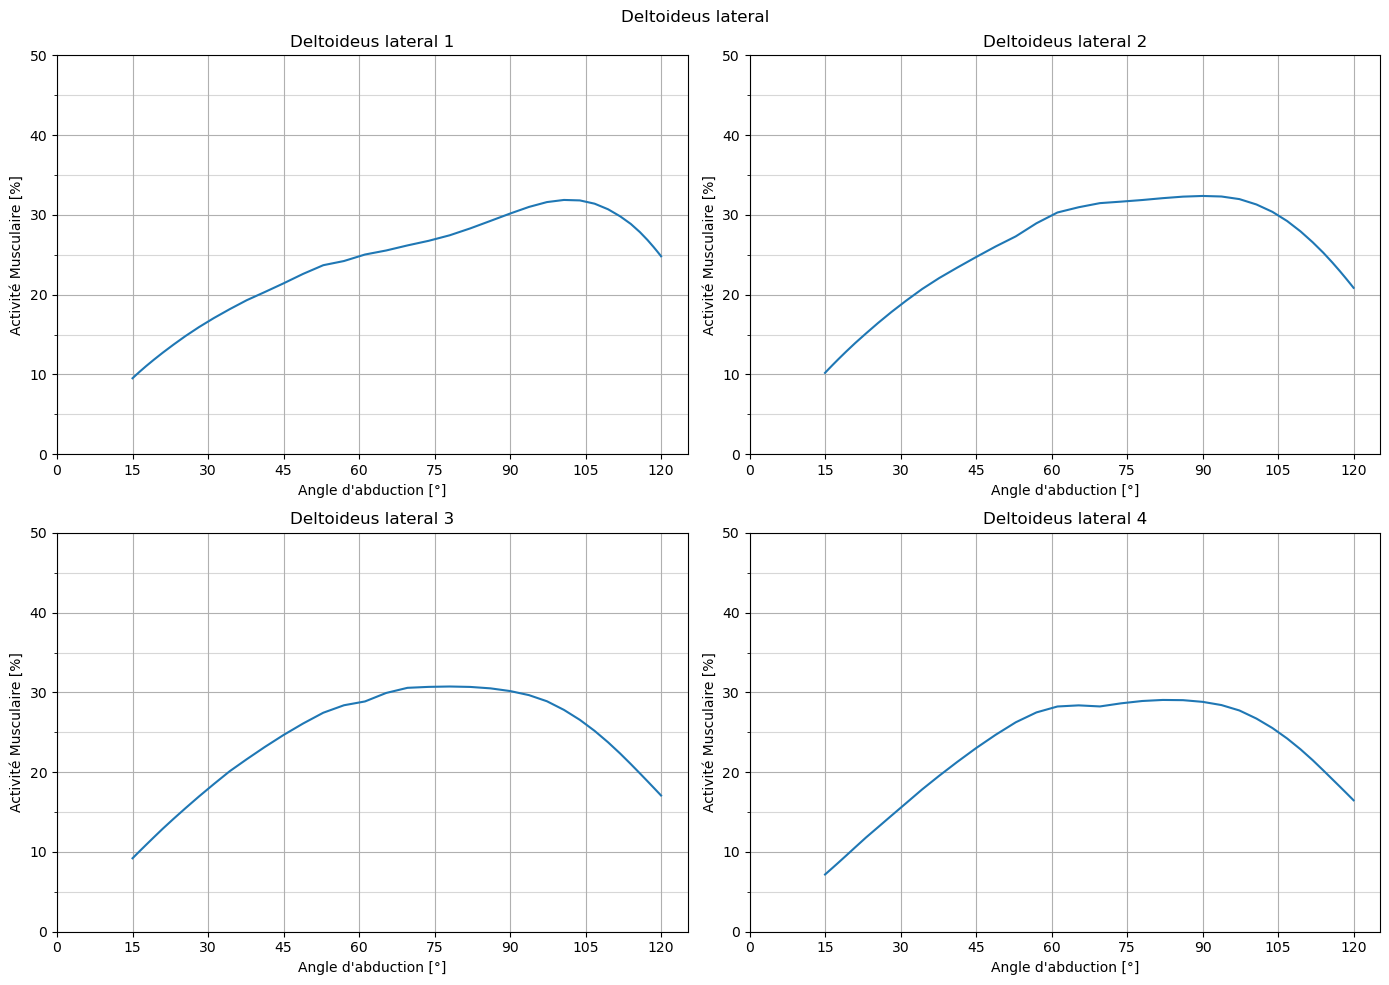 Deltoideus lateral
Deltoideus lateral 1
50
40
30
20
10
0
Activité Musculaire [%]
0 15 30 45 60 75 90 105 120
Angle d'abduction [°]
Deltoideus lateral 2
50
40
30
20
10
0
Activité Musculaire [%]
0 15 30 45 60 75 90 105 120
Angle d'abduction [°]
Deltoideus lateral 3
50
40
30
20
10
0
Activité Musculaire [%]
0 15 30 45 60 75 90 105 120
Angle d'abduction [°]
Deltoideus lateral 4
50
40
30
20
10
0
Activité Musculaire [%]
0 15 30 45 60 75 90 105 120
Angle d'abduction [°]